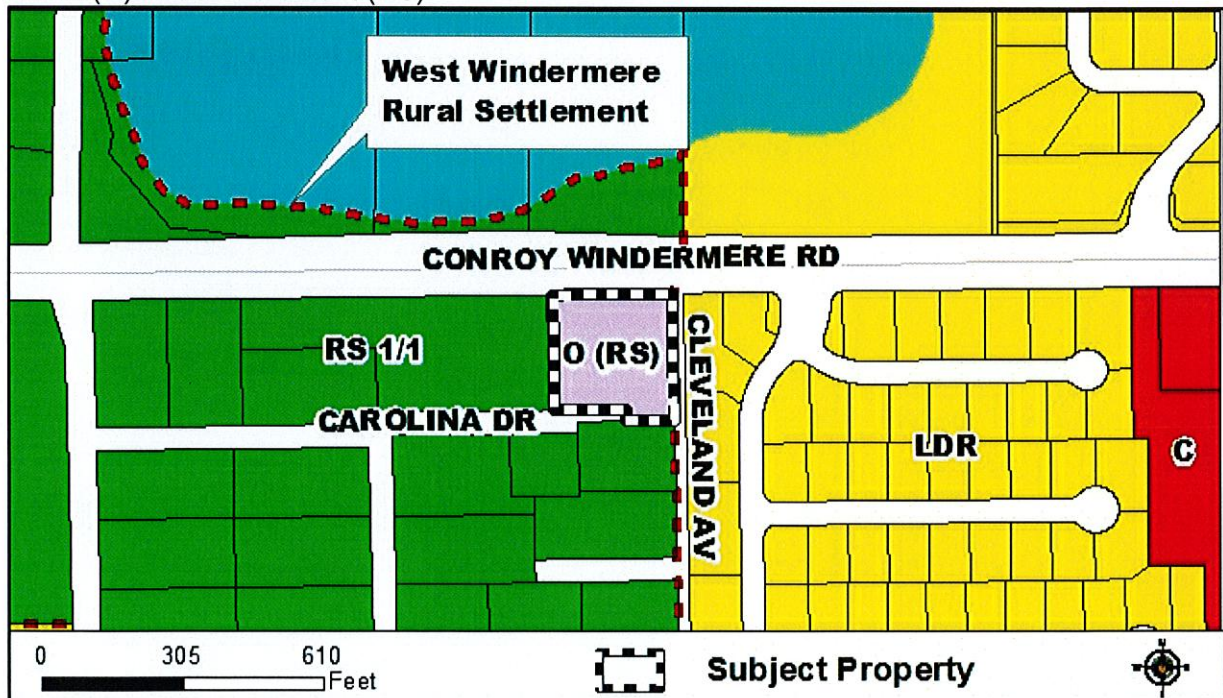 West Windermere
Rural Settlement
CONROY WINDERMERE RD
RS 1/1
O (RS)
CLEVELAND AV
CAROLINA DR
LDR
C
0 305 610
Feet
Subject Property